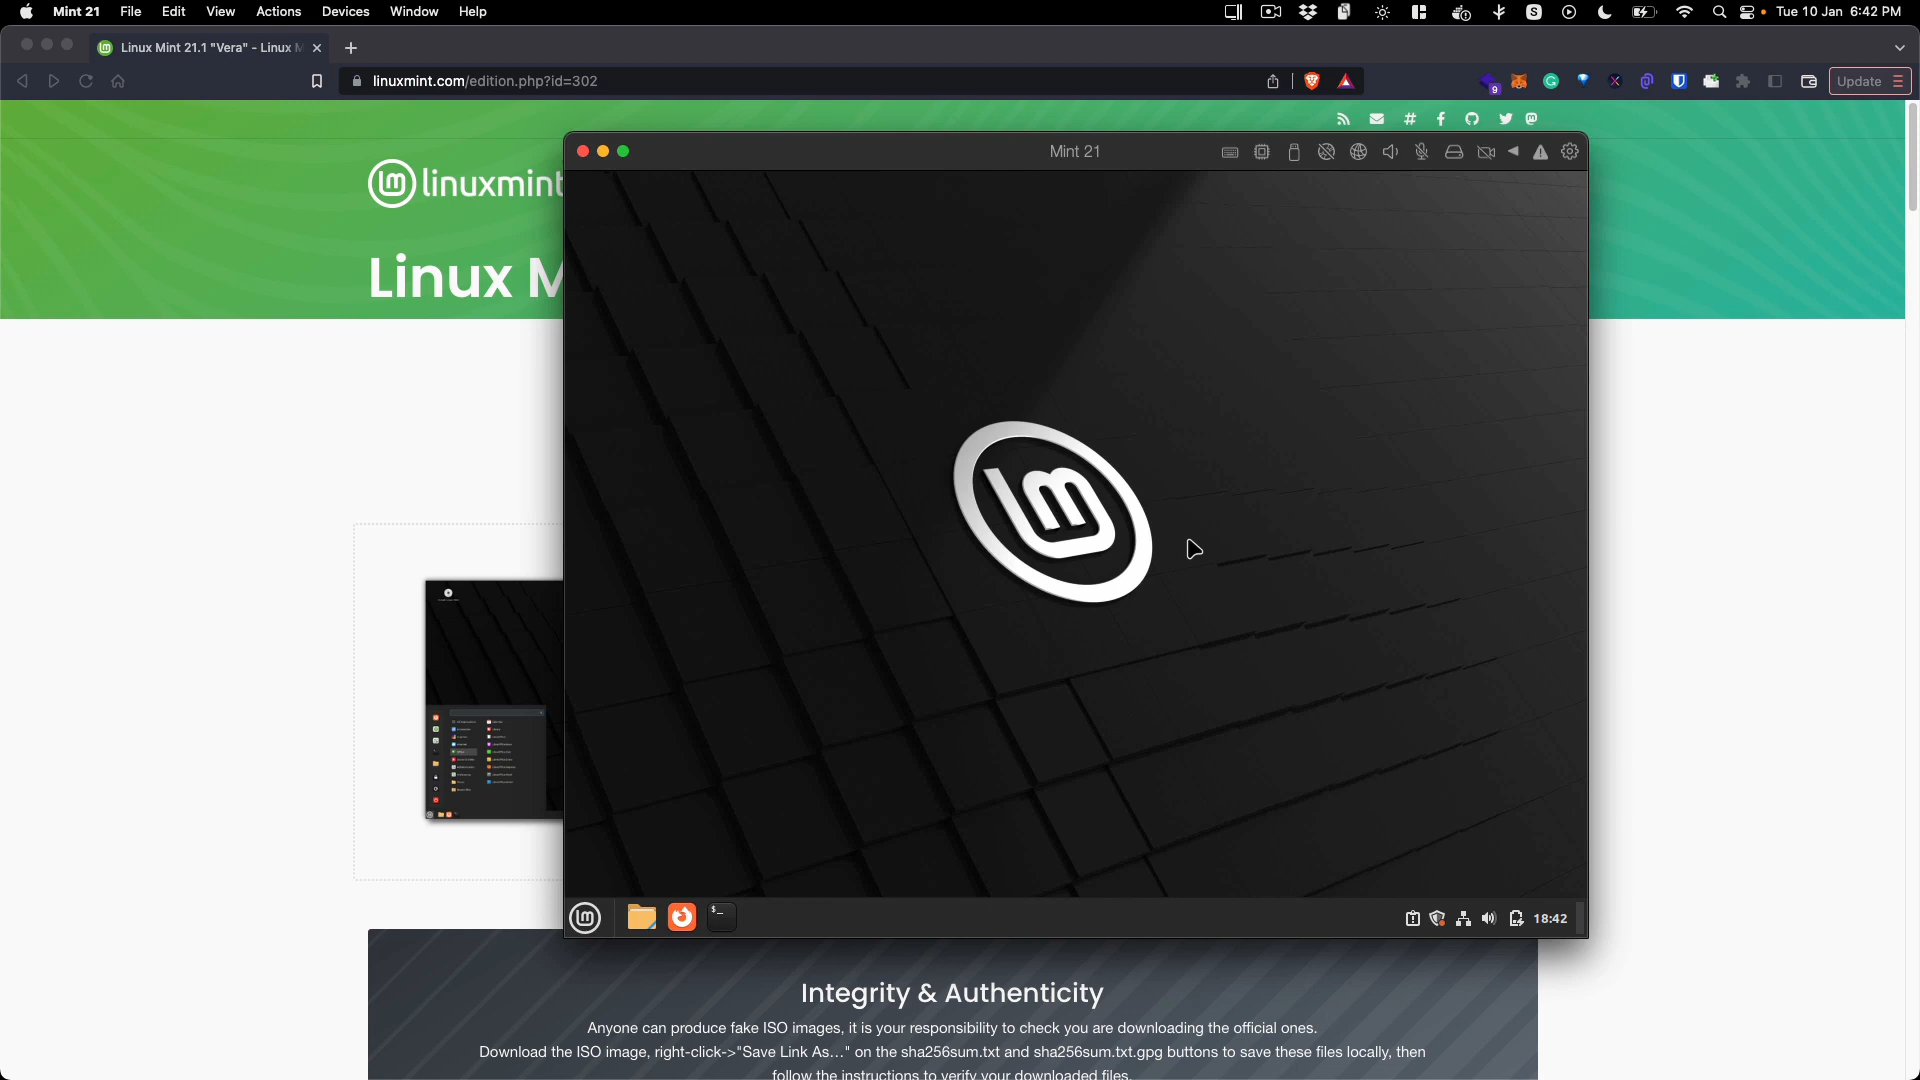 Mint 21 File Edit View Actions Devices Window Help
Tue 10 Jan 6:42 PM
Linux Mint 21.1 "Vera" - Linux M
linuxmint.com/edition.php?id=302
9
Update
linuxmint
Linux M
Mint 21
18:42
Integrity & Authenticity
Anyone can produce fake ISO images, it is your responsibility to check you are downloading the official ones.
Download the ISO image, right-click->"Save Link As..." on the sha256sum.txt and sha256sum.txt.gpg buttons to save these files locally, then
follow the instructions to verify your downloaded files.